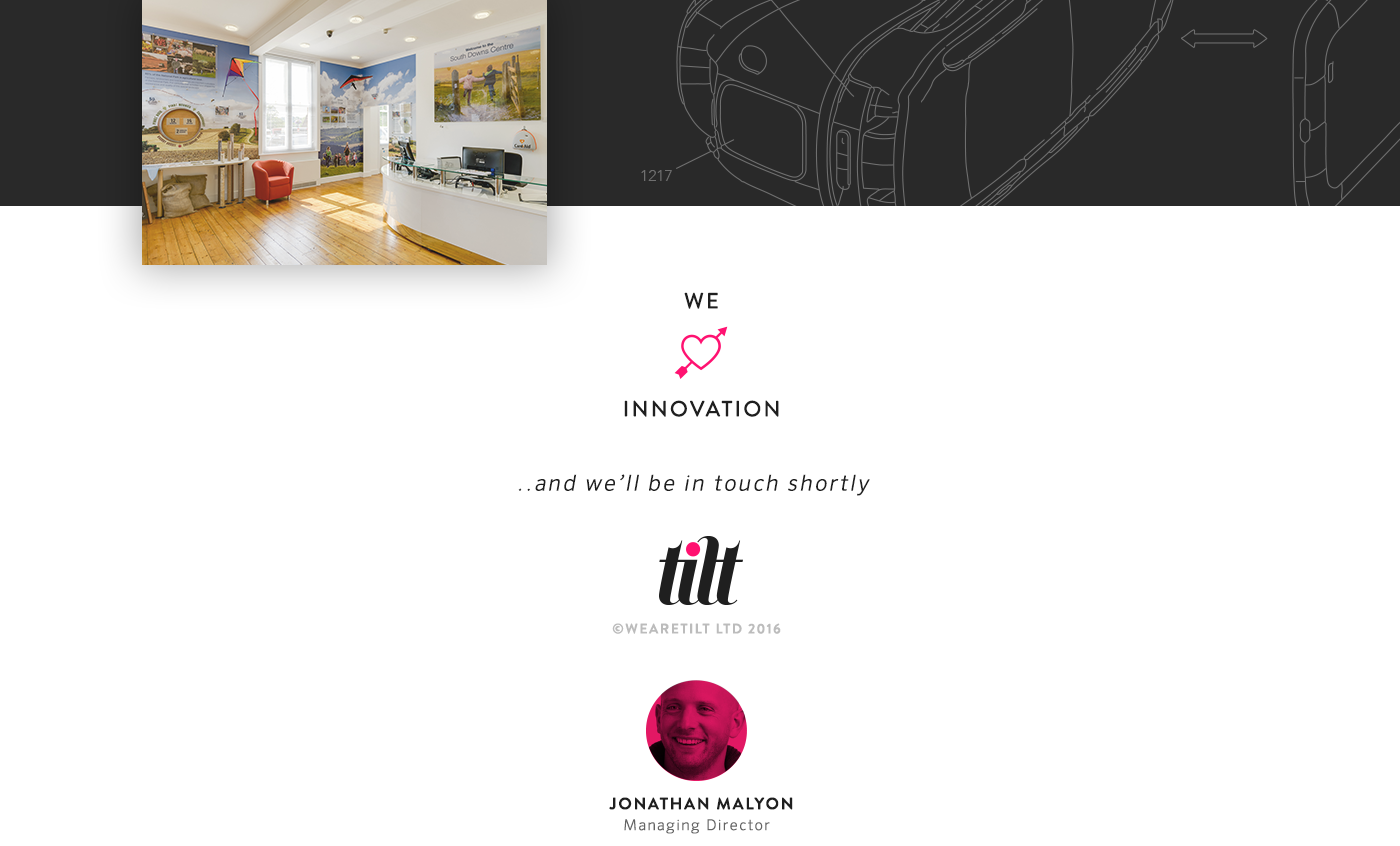 Welcome to the
South Downs Centre
1217
WE
INNOVATION
..and we’ll be in touch shortly
tilt
©WEARETILT LTD 2016
JONATHAN MALYON
Managing Director